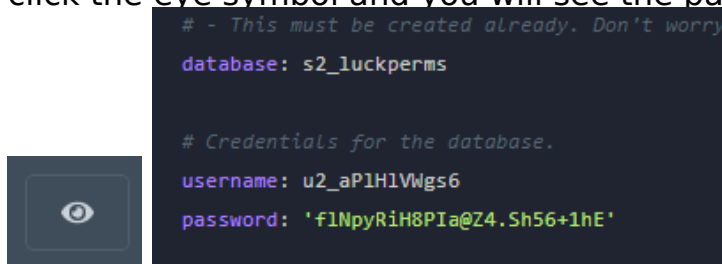 click the eye symbol and you will see the pa
# - This must be created already. Don't worry
database: s2_luckperms
# Credentials for the database.
username: u2_aPlHlVWgs6
password: 'flNpyRiH8PIa@Z4.Sh56+1hE'